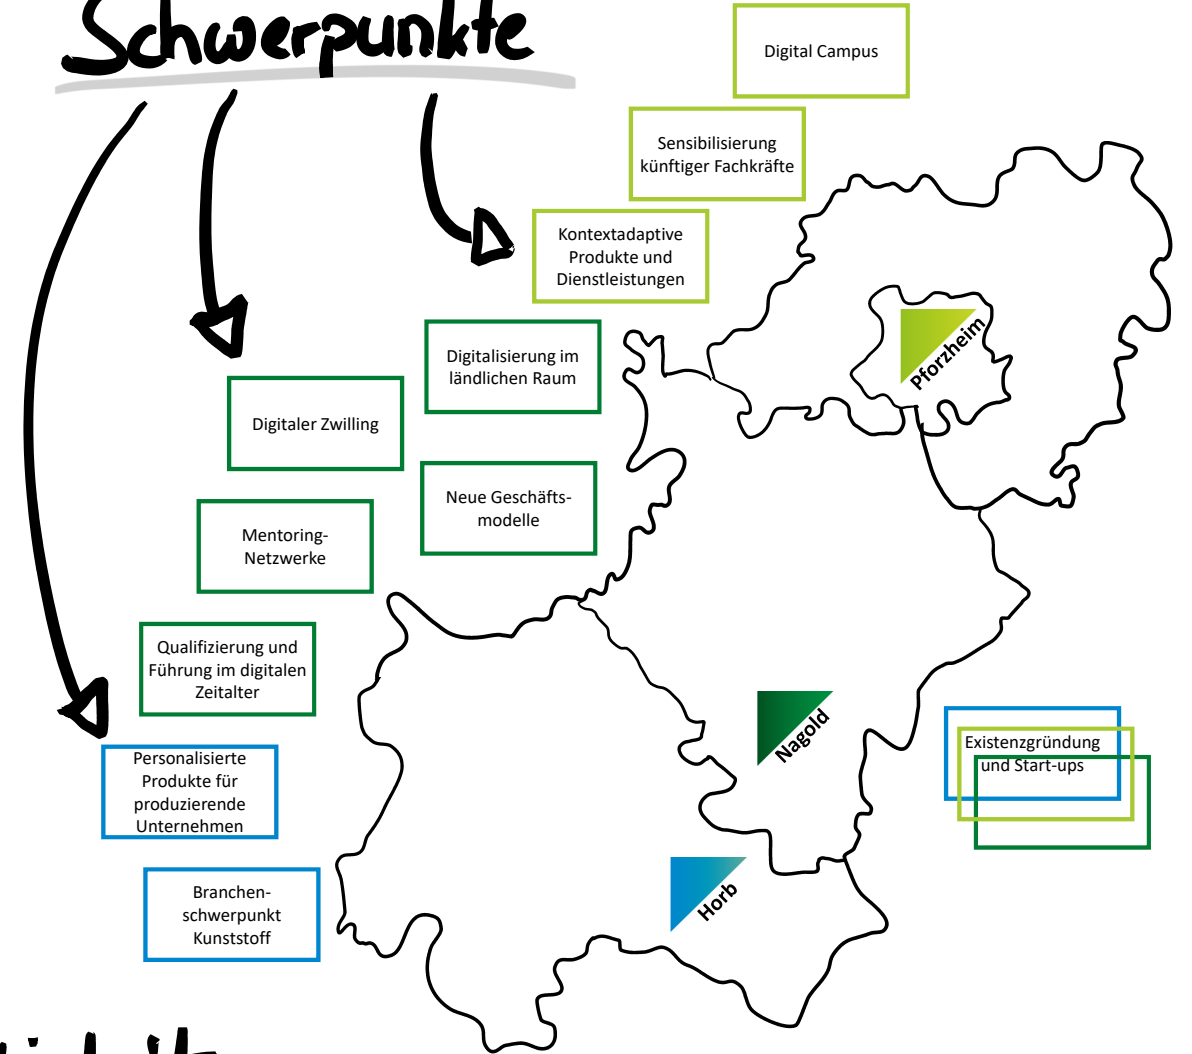 Schwerpunkte
Digital Campus
Sensibilisierung
künftiger Fachkräfte
Kontextadaptive
Produkte und
Dienstleistungen
Pforzheim
Digitalisierung im
ländlichen Raum
Digitaler Zwilling
Neue Geschäfts-
modelle
Mentoring-
Netzwerke
Qualifizierung und
Führung im digitalen
Zeitalter
Nagold
Existenzgründung
und Start-ups
Personalisierte
Produkte für
produzierende
Unternehmen
Horb
Branchen-
schwerpunkt
Kunststoff